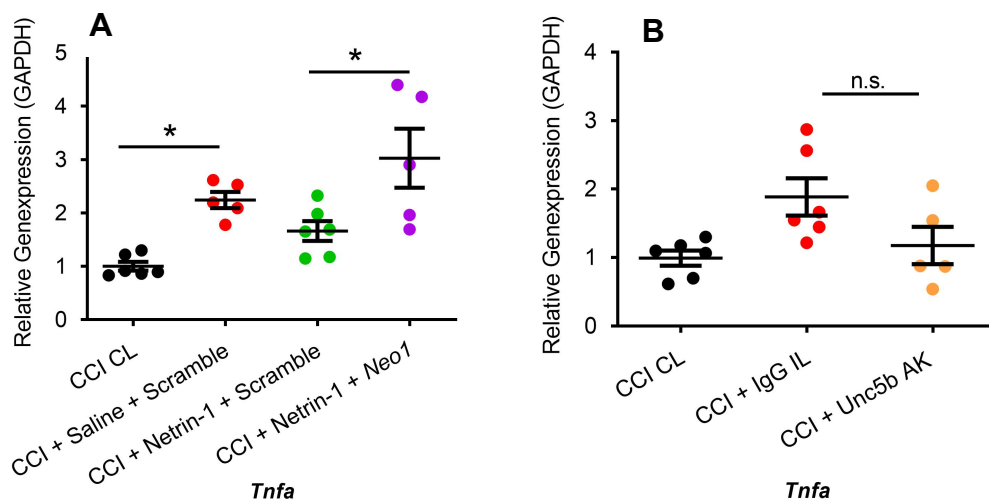 A
Relative Genexpression (GAPDH)
5
4
3
2
1
0
*
*
CCI CL
CCI + Saline + Scramble
CCI + Netrin-1 + Scramble
CCI + Netrin-1 + Neo1
Tnfa
B
Relative Genexpression (GAPDH)
4
3
2
1
0
n.s.
CCI CL
CCI + IgG IL
CCI + Unc5b AK
Tnfa